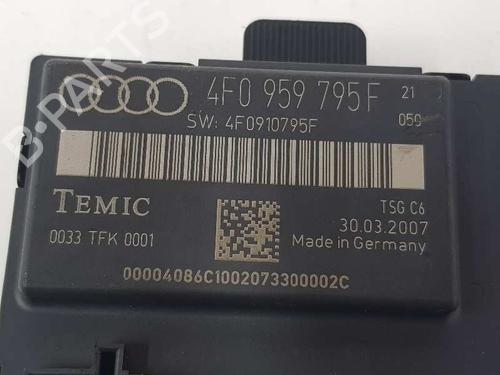 4F0 959 795F 21
SW: 4F0910795F 050
TEMIC TSG C6
30.03.2007
0033 TFK 0001 Made in Germany
00004086C1002073300002C
B-PARTS